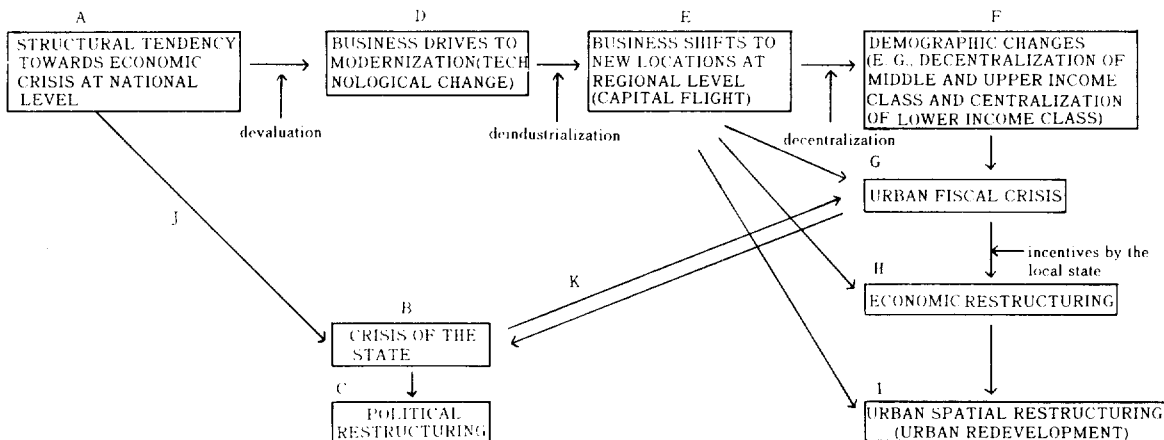 A
STRUCTURAL TENDENCY
TOWARDS ECONOMIC
CRISIS AT NATIONAL
LEVEL
devaluation
D
BUSINESS DRIVES TO
MODERNIZATION(TECH
NOLOGICAL CHANGE)
deindustrialization
E
BUSINESS SHIFTS TO
NEW LOCATIONS AT
REGIONAL LEVEL
(CAPITAL FLIGHT)
decentralization
F
DEMOGRAPHIC CHANGES
(E. G., DECENTRALIZATION OF
MIDDLE AND UPPER INCOME
CLASS AND CENTRALIZATION
OF LOWER INCOME CLASS)
G
URBAN FISCAL CRISIS
incentives by the
local state
H
ECONOMIC RESTRUCTURING
I
URBAN SPATIAL RESTRUCTURING
(URBAN REDEVELOPMENT)
J
K
B
CRISIS OF THE
STATE
C
POLITICAL
RESTRUCTURING